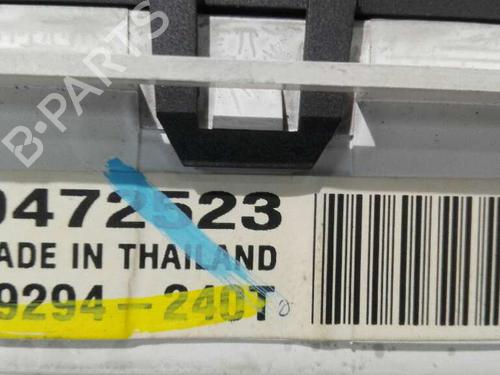 B-PARTS
0472523
ADE IN THAILAND
9294-240T